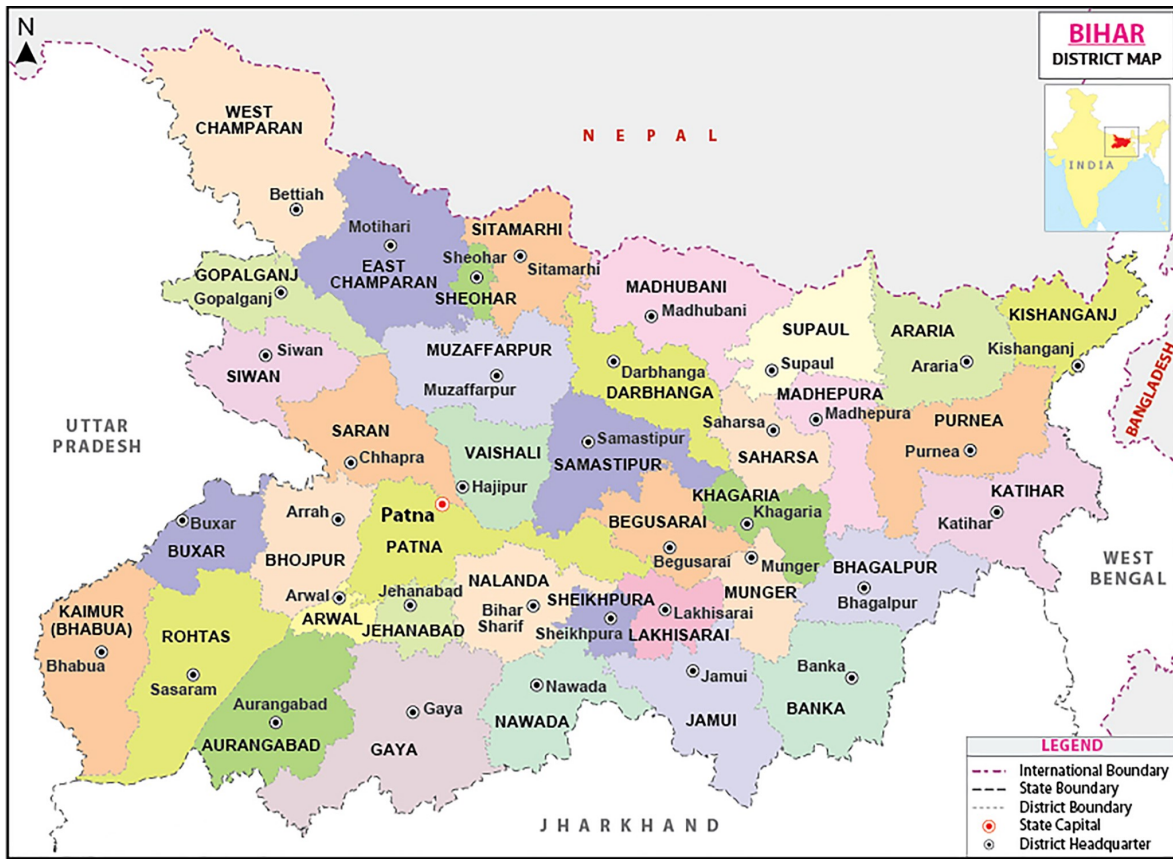 N
BIHAR
DISTRICT MAP
INDIA
NEPAL
WEST
CHAMPARAN
Bettiah
Motihari
EAST
CHAMPARAN
SITAMARHI
Sheohar
Sitamarhi
SHEOHAR
GOPALGANJ
Gopalganj
MADHUBANI
Madhubani
SUPAUL
Supaul
ARARIA
Araria
KISHANGANJ
Kishanganj
BANGLADESH
Siwan
SIWAN
MUZAFFARPUR
Muzaffarpur
Darbhanga
DARBHANGA
MADHEPURA
Madhepura
Saharsa
SAHARSA
PURNEA
Purnea
UTTAR
PRADESH
SARAN
Chhapra
VAISHALI
Hajipur
Samastipur
SAMASTIPUR
KHAGARIA
Khagaria
KATIHAR
Katihar
Buxar
BUXAR
Arrah
BHOJPUR
Patna
PATNA
BEGUSARAI
Begusarai
Munger
MUNGER
BHAGALPUR
Bhagalpur
WEST
BENGAL
KAIMUR
(BHABUA)
Bhabua
ROHTAS
Sasaram
Arwal
ARWAL
Jehanabad
JEHANABAD
NALANDA
Bihar
Sharif
SHEIKHPURA
Sheikhpura
Lakhisarai
LAKHISARAI
Aurangabad
AURANGABAD
Gaya
GAYA
Nawada
NAWADA
Jamui
JAMUI
Banka
BANKA
JHARKHAND
LEGEND
International Boundary
State Boundary
District Boundary
State Capital
District Headquarter